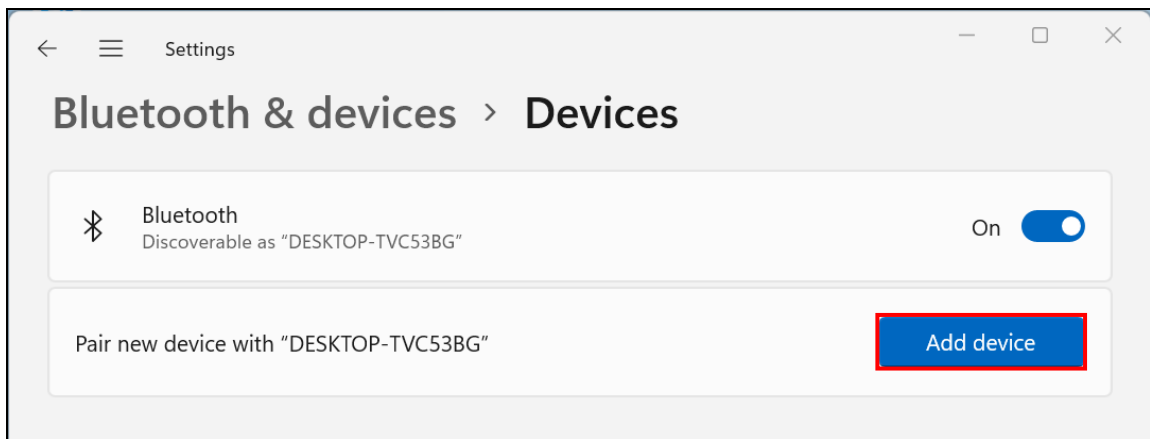 Settings
Bluetooth & devices > Devices
Bluetooth
Discoverable as “DESKTOP-TVC53BG”
On
Pair new device with “DESKTOP-TVC53BG”
Add device